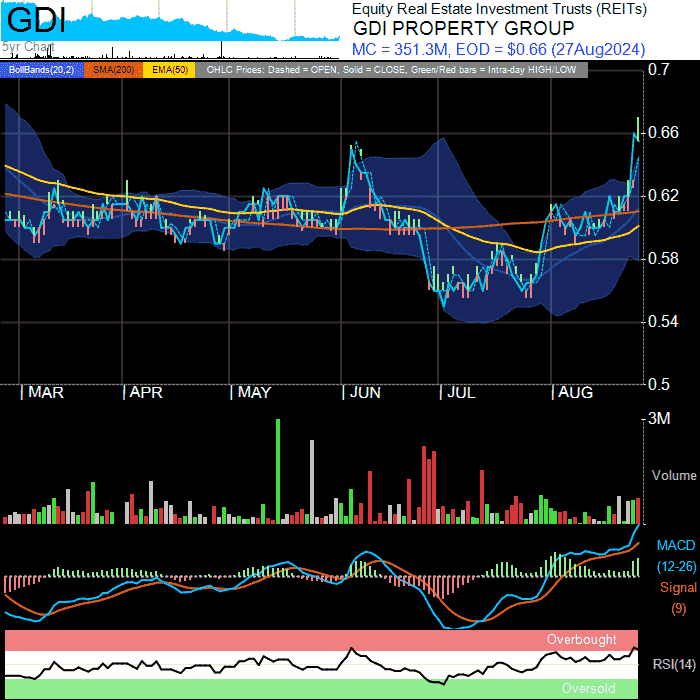 GDI
5yr Chart
Equity Real Estate Investment Trusts (REITs)
GDI PROPERTY GROUP
MC = 351.3M, EOD = $0.66 (27Aug2024)
BollBands(20,2) SMA(200) EMA(50) OHLC Prices: Dashed = OPEN, Solid = CLOSE, Green/Red bars = Intra-day HIGH/LOW
0.7
0.66
0.62
0.58
0.54
0.5
MAR APR MAY JUN JUL AUG
3M
Volume
MACD
(12-26)
Signal
(9)
Overbought
RSI(14)
Oversold